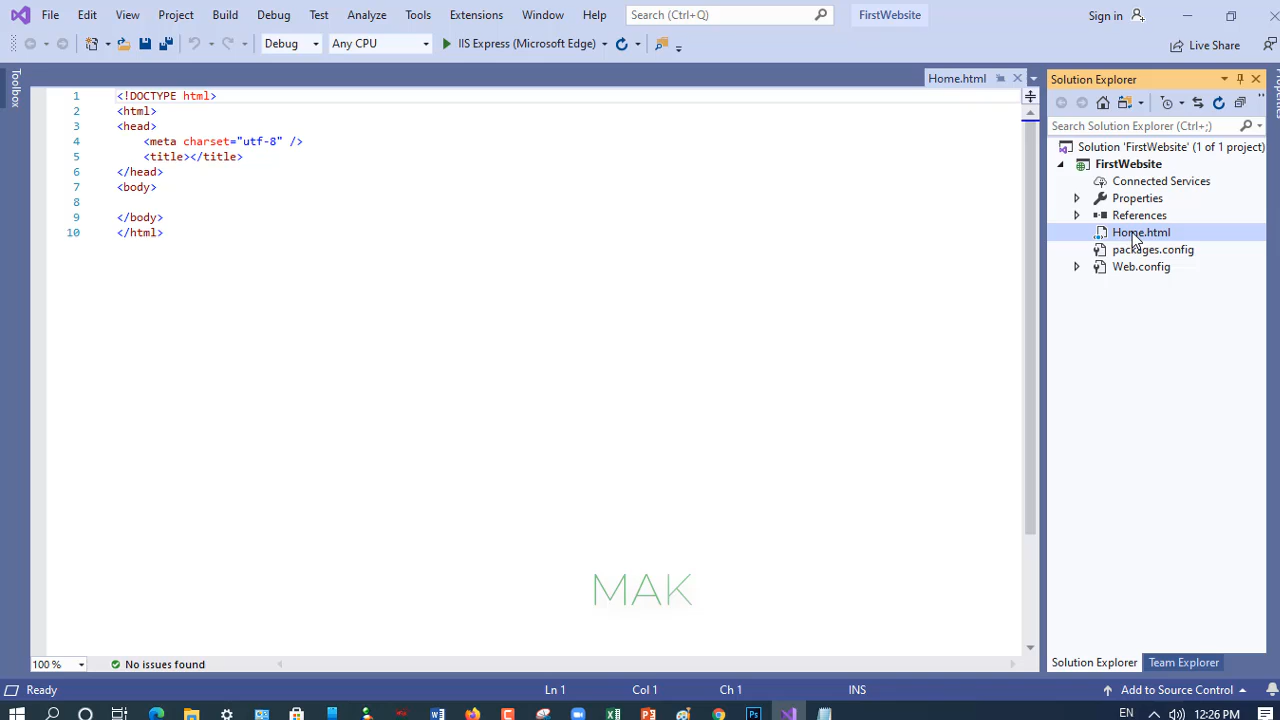 File Edit View Project Build Debug Test Analyze Tools Extensions Window Help Search (Ctrl+Q) FirstWebsite Sign in
Debug Any CPU IIS Express (Microsoft Edge) Live Share
Toolbox
Home.html
1 <!DOCTYPE html>
2 <html>
3 <head>
4 <meta charset="utf-8" />
5 <title></title>
6 </head>
7 <body>
8
9 </body>
10 </html>
MAK
100 % No issues found
Solution Explorer
Search Solution Explorer (Ctrl+;)
Solution 'FirstWebsite' (1 of 1 project)
FirstWebsite
Connected Services
Properties
References
Home.html
packages.config
Web.config
Solution Explorer Team Explorer
Ready Ln 1 Col 1 Ch 1 INS Add to Source Control
EN 12:26 PM